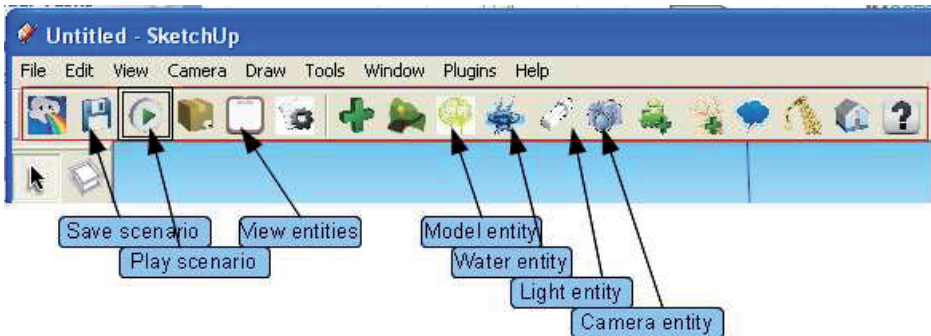 Untitled - SketchUp
File Edit View Camera Draw Tools Window Plugins Help
?
Save scenario
View entities
Model entity
Play scenario
Water entity
Light entity
Camera entity